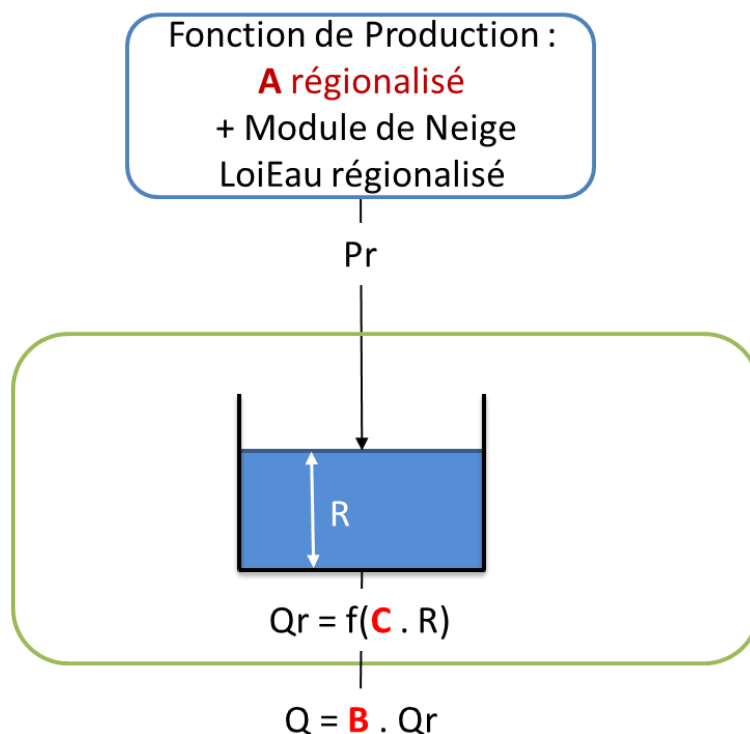 Fonction de Production :
A régionalisé
+ Module de Neige
LoiEau régionalisé
Pr
R
Qr = f(C . R)
Q = B . Qr